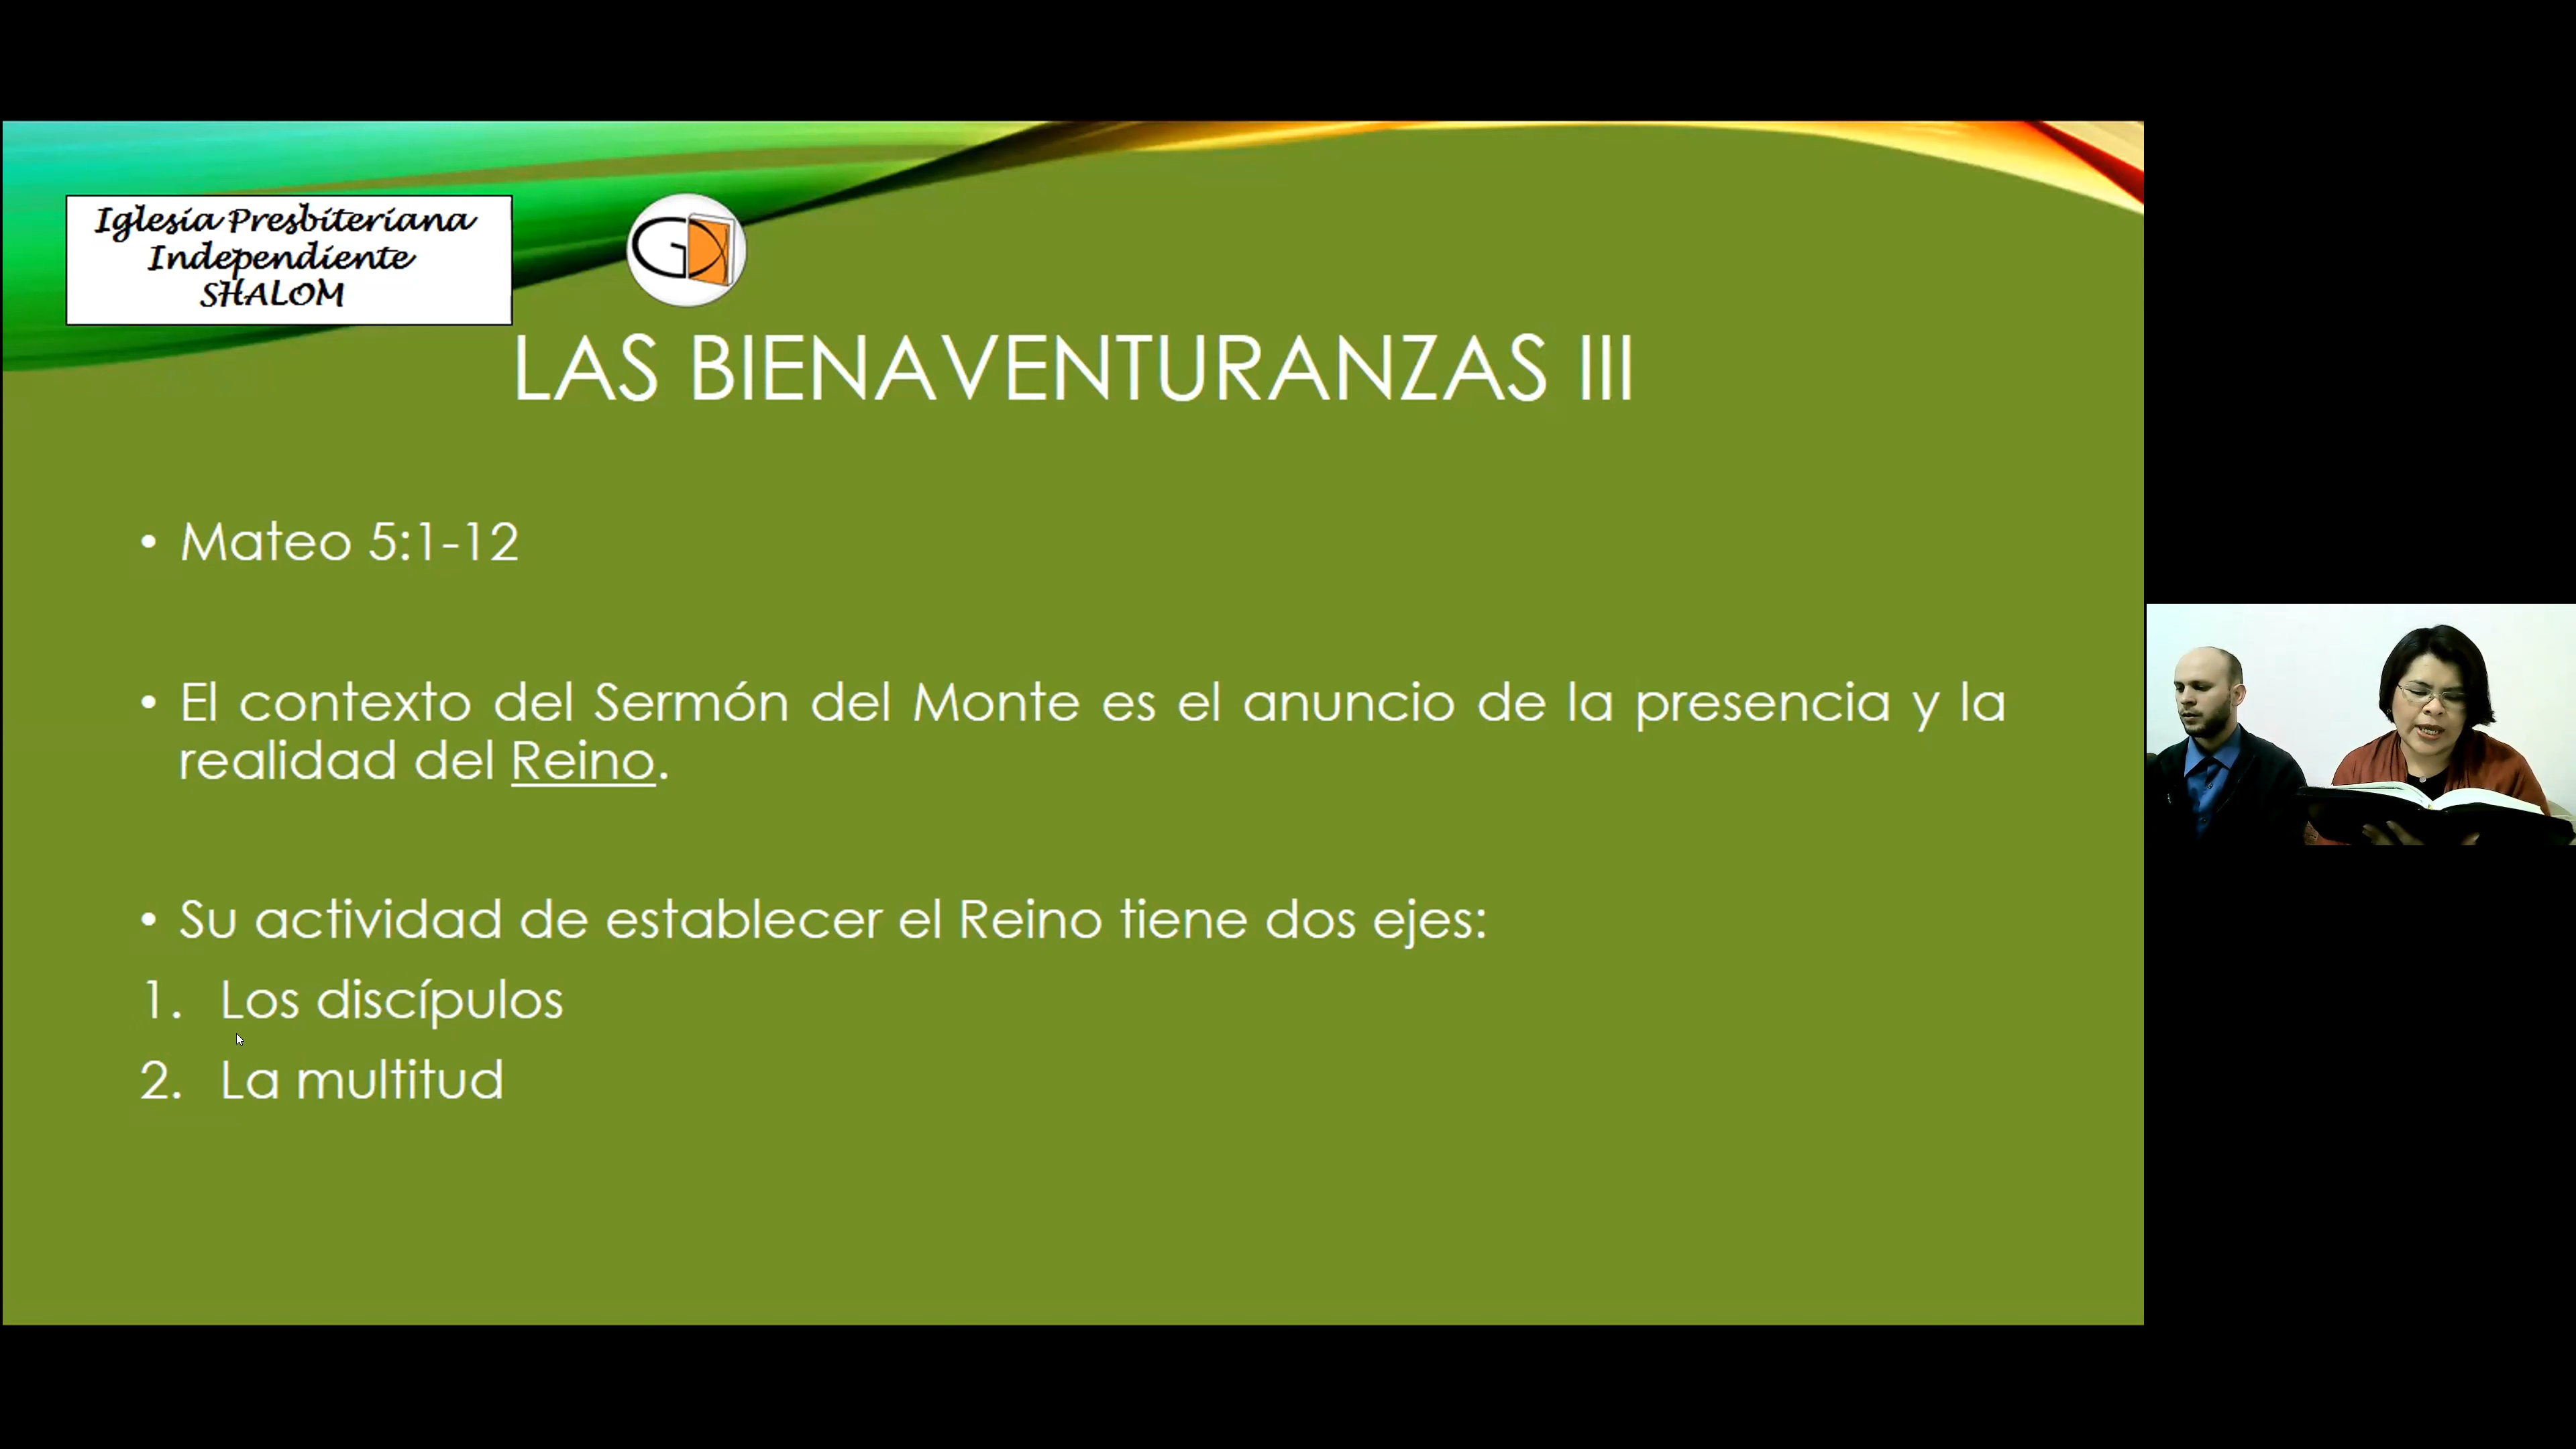 Iglesia Presbiteriana
Independiente
SHALOM
LAS BIENAVENTURANZAS III
• Mateo 5:1-12
• El contexto del Sermón del Monte es el anuncio de la presencia y la
realidad del Reino.
• Su actividad de establecer el Reino tiene dos ejes:
1. Los discípulos
2. La multitud